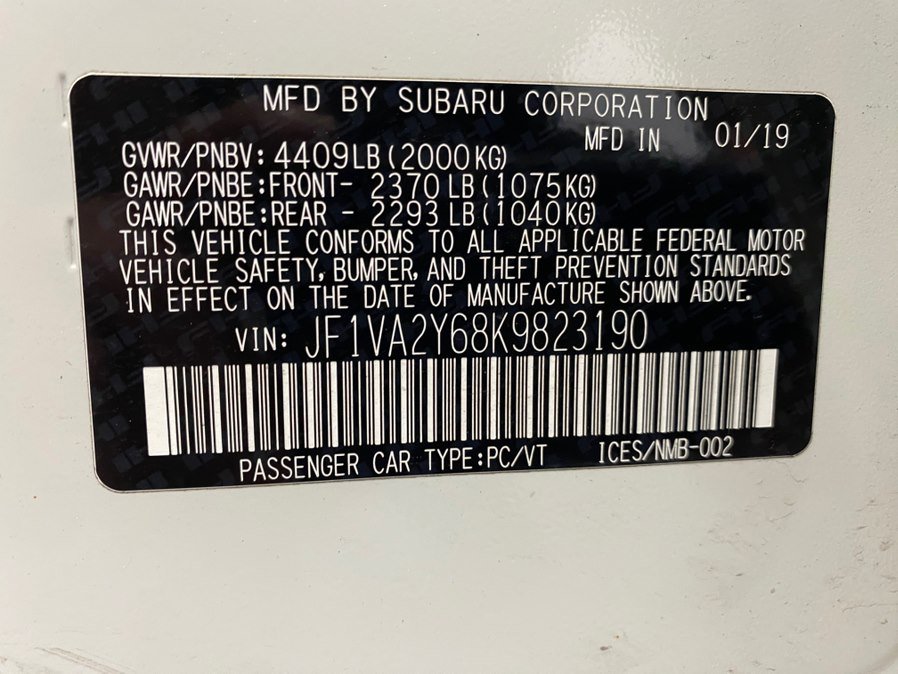 MFD BY SUBARU CORPORATION
MFD IN 01/19
GVWR/PNBV: 4409LB(2000KG)
GAWR/PNBE:FRONT- 2370 LB(1075KG)
GAWR/PNBE:REAR - 2293 LB(1040KG)
THIS VEHICLE CONFORMS TO ALL APPLICABLE FEDERAL MOTOR
VEHICLE SAFETY, BUMPER, AND THEFT PREVENTION STANDARDS
IN EFFECT ON THE DATE OF MANUFACTURE SHOWN ABOVE.
VIN: JF1VA2Y68K9823190
PASSENGER CAR TYPE:PC/VT ICES/NMB-002